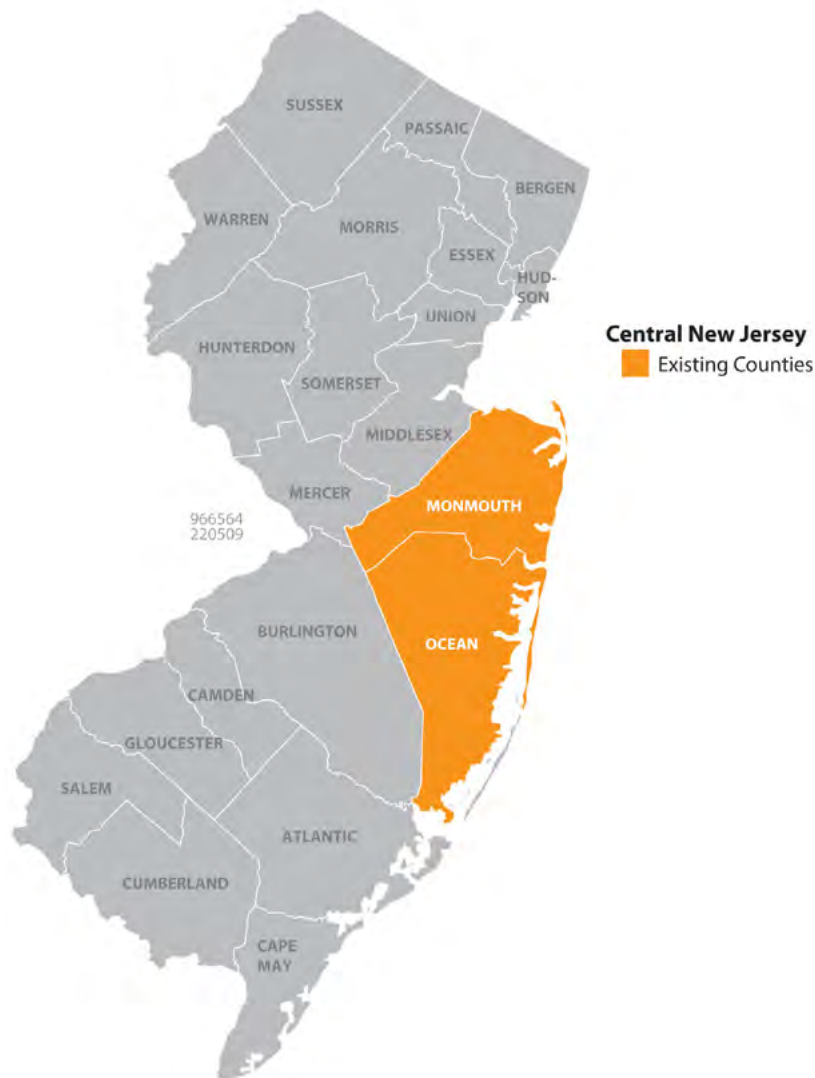 SUSSEX
PASSAIC
BERGEN
WARREN
MORRIS
ESSEX
HUD-
SON
UNION
HUNTERDON
SOMERSET
MIDDLESEX
MERCER
MONMOUTH
Central New Jersey
Existing Counties
966564
220509
BURLINGTON
OCEAN
CAMDEN
GLOUCESTER
SALEM
ATLANTIC
CUMBERLAND
CAPE
MAY